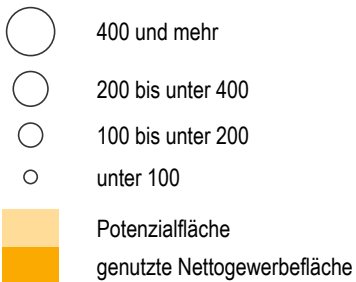 400 und mehr
200 bis unter 400
100 bis unter 200
unter 100
Potenzialfläche
genutzte Nettogewerbefläche